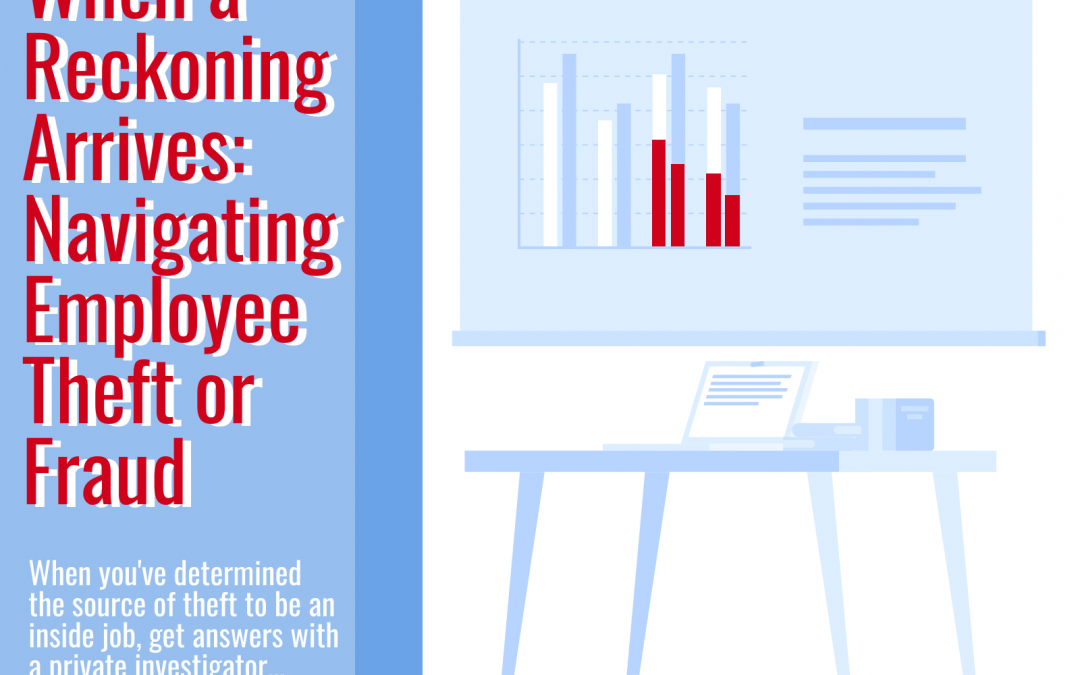 When a
Reckoning
Arrives:
Navigating
Employee
Theft or
Fraud
When you've determined
the source of theft to be an
inside job, get answers with
a private investigator...